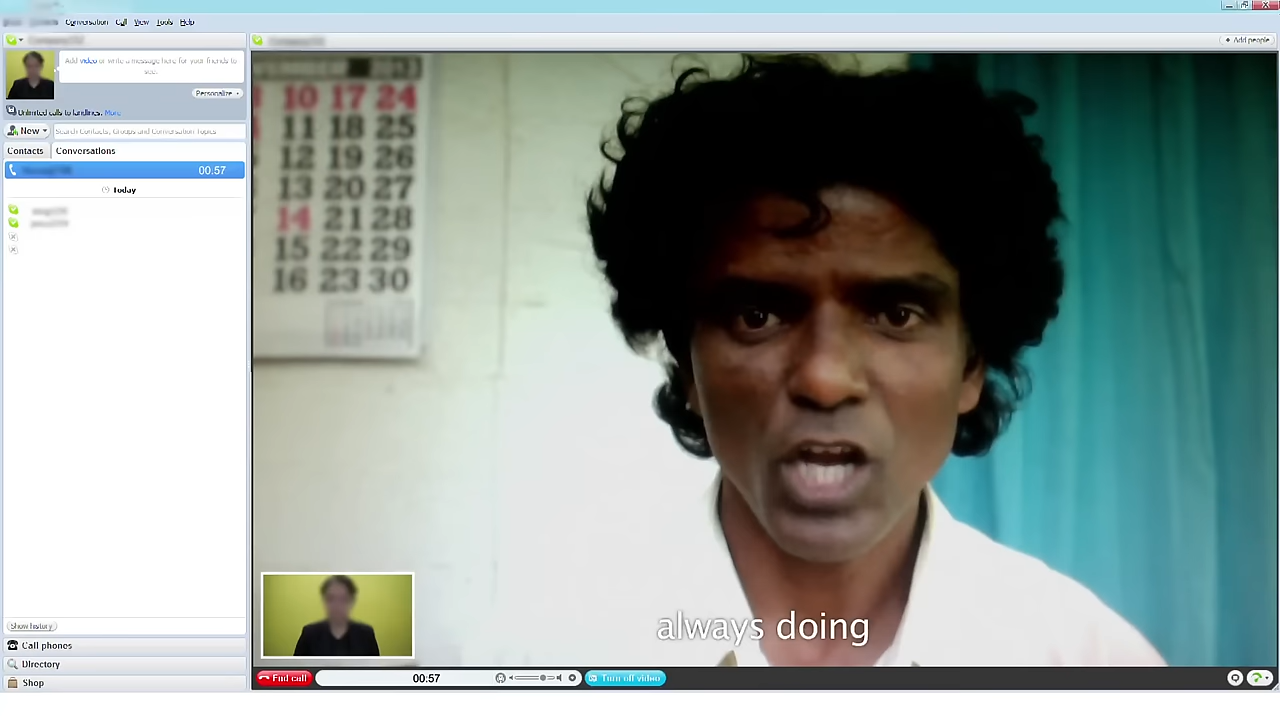 Conversation Call View Tools Help
Add people
Add video or write a message here for your friends to
see.
Personalize
Unlimited calls to landlines. More
New
Search Contacts, Groups and Conversation Topics
Contacts Conversations
00:57
Today
Show history
Call phones
Directory
Shop
2013
10 17 24
11 18 25
12 19 26
13 20 27
14 21 28
15 22 29
16 23 30
always doing
End call 00:57 Turn off video